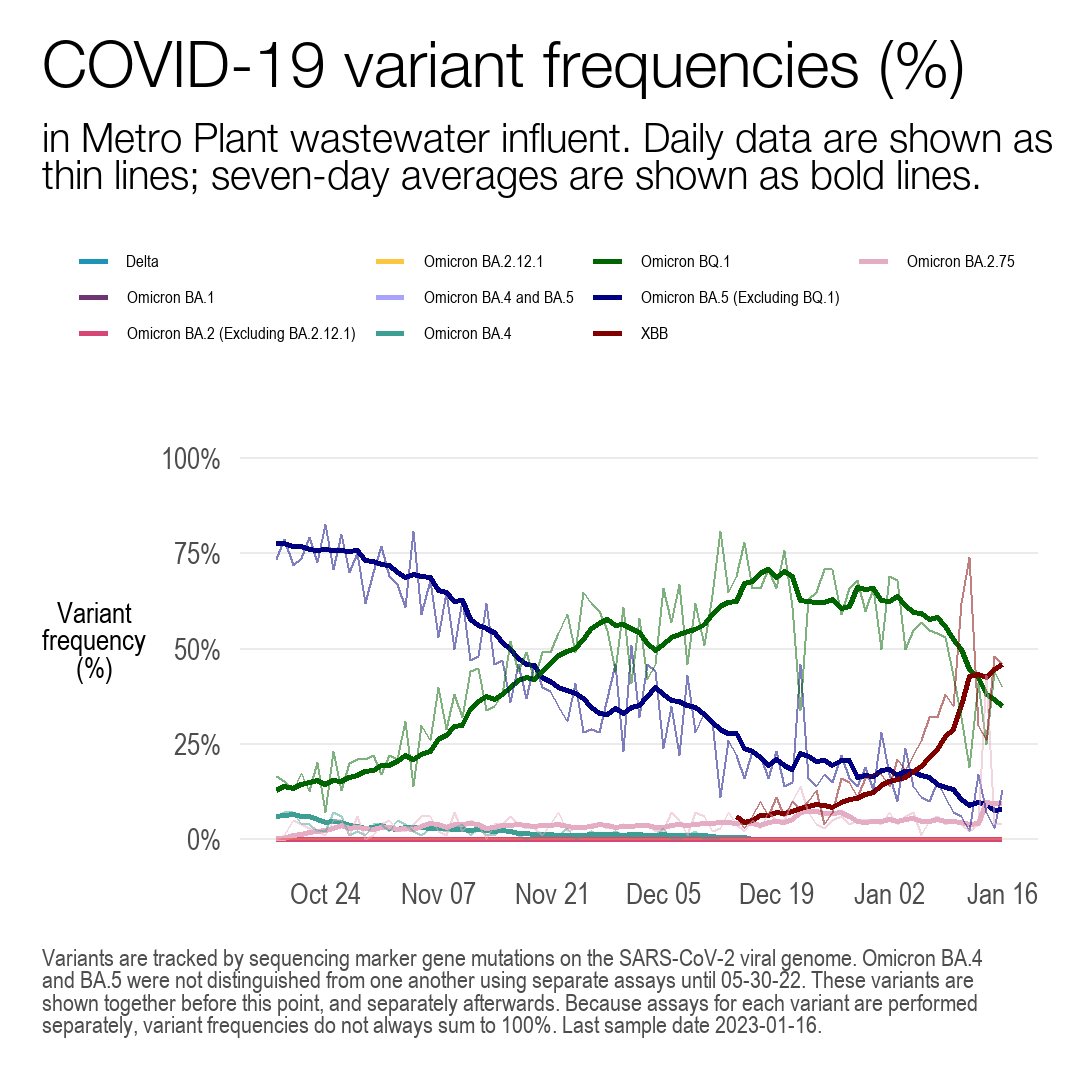 COVID-19 variant frequencies (%)
in Metro Plant wastewater influent. Daily data are shown as
thin lines; seven-day averages are shown as bold lines.
Delta
Omicron BA.2.12.1
Omicron BQ.1
Omicron BA.2.75
Omicron BA.1
Omicron BA.4 and BA.5
Omicron BA.5 (Excluding BQ.1)
Omicron BA.2 (Excluding BA.2.12.1)
Omicron BA.4
XBB
100%
75%
50%
25%
0%
Variant
frequency
(%)
Oct 24
Nov 07
Nov 21
Dec 05
Dec 19
Jan 02
Jan 16
Variants are tracked by sequencing marker gene mutations on the SARS-CoV-2 viral genome. Omicron BA.4
and BA.5 were not distinguished from one another using separate assays until 05-30-22. These variants are
shown together before this point, and separately afterwards. Because assays for each variant are performed
separately, variant frequencies do not always sum to 100%. Last sample date 2023-01-16.